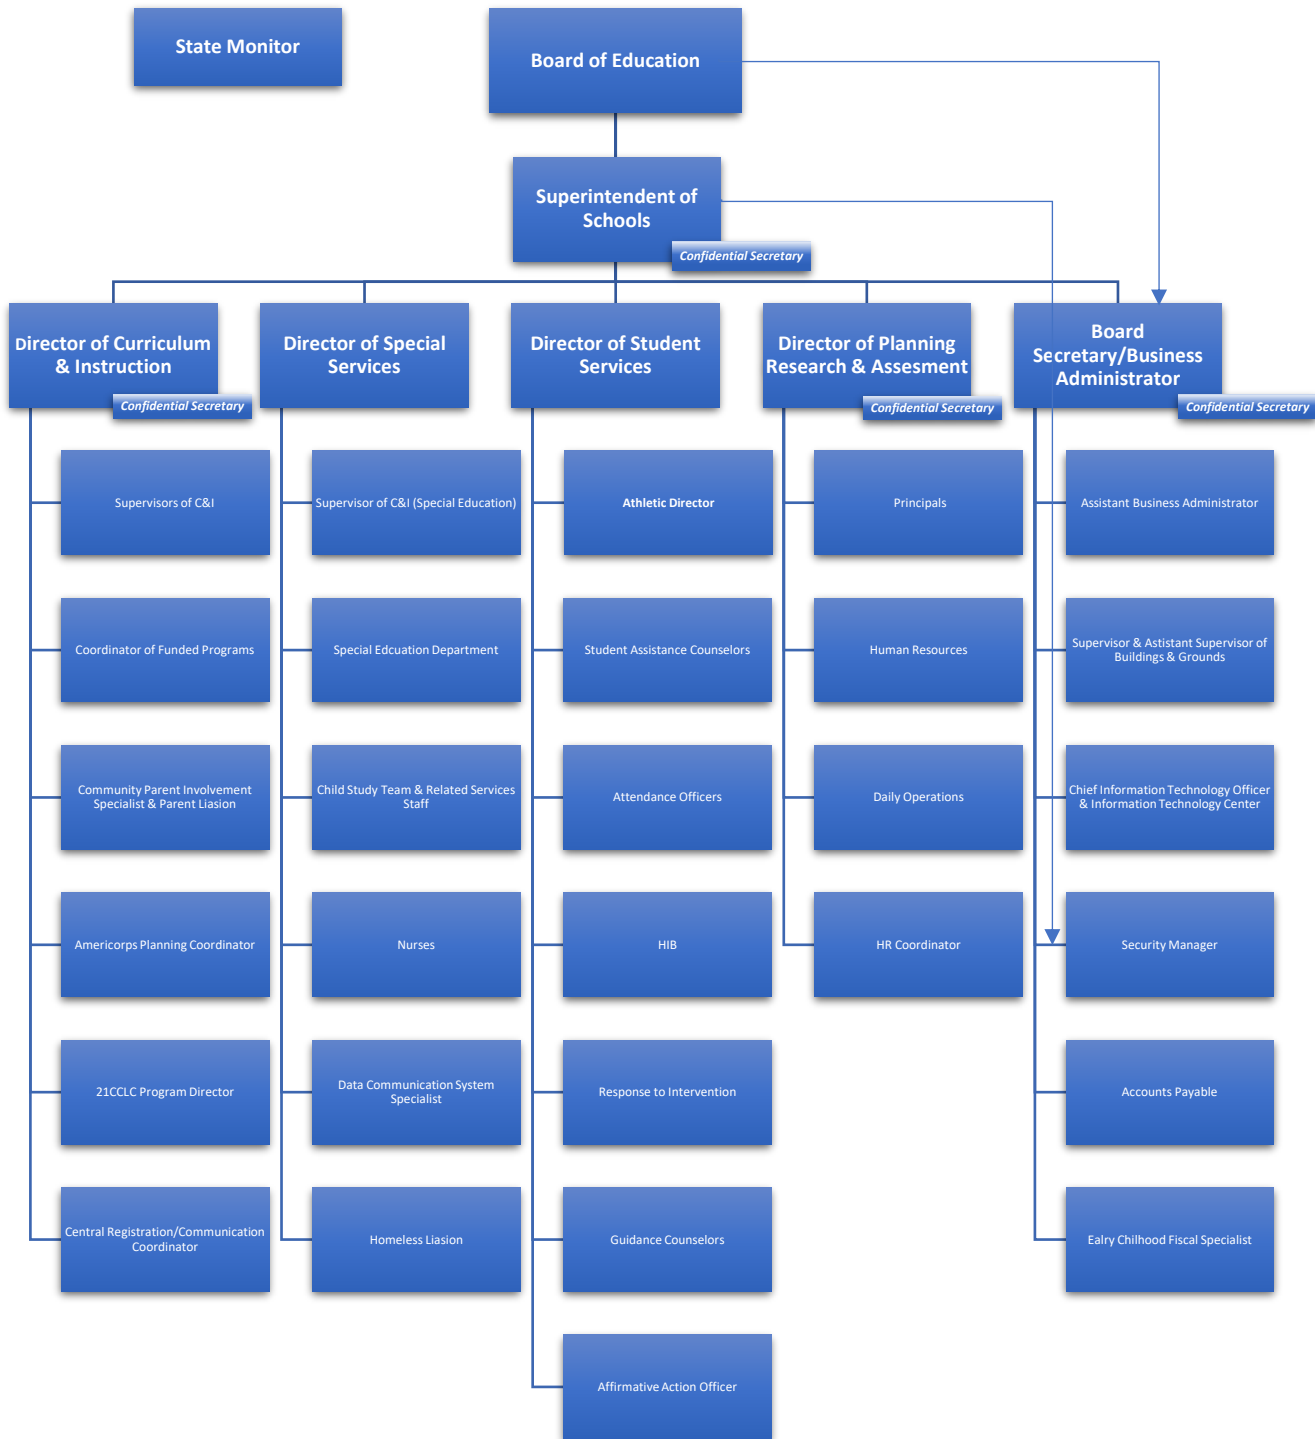 State Monitor
Board of Education
Superintendent of
Schools
Confidential Secretary
Director of Curriculum
& Instruction
Confidential Secretary
Director of Special
Services
Director of Student
Services
Director of Planning
Research & Assesment
Confidential Secretary
Board
Secretary/Business
Administrator
Confidential Secretary
Supervisors of C&I
Supervisor of C&I (Special Education)
Athletic Director
Principals
Assistant Business Administrator
Coordinator of Funded Programs
Special Edcuation Department
Student Assistance Counselors
Human Resources
Supervisor & Astistant Supervisor of
Buildings & Grounds
Community Parent Involvement
Specialist & Parent Liasion
Child Study Team & Related Services
Staff
Attendance Officers
Daily Operations
Chief Information Technology Officer
& Information Technology Center
Americorps Planning Coordinator
Nurses
HIB
HR Coordinator
Security Manager
21CCLC Program Director
Data Communication System
Specialist
Response to Intervention
Accounts Payable
Central Registration/Communication
Coordinator
Homeless Liasion
Guidance Counselors
Ealry Chilhood Fiscal Specialist
Affirmative Action Officer